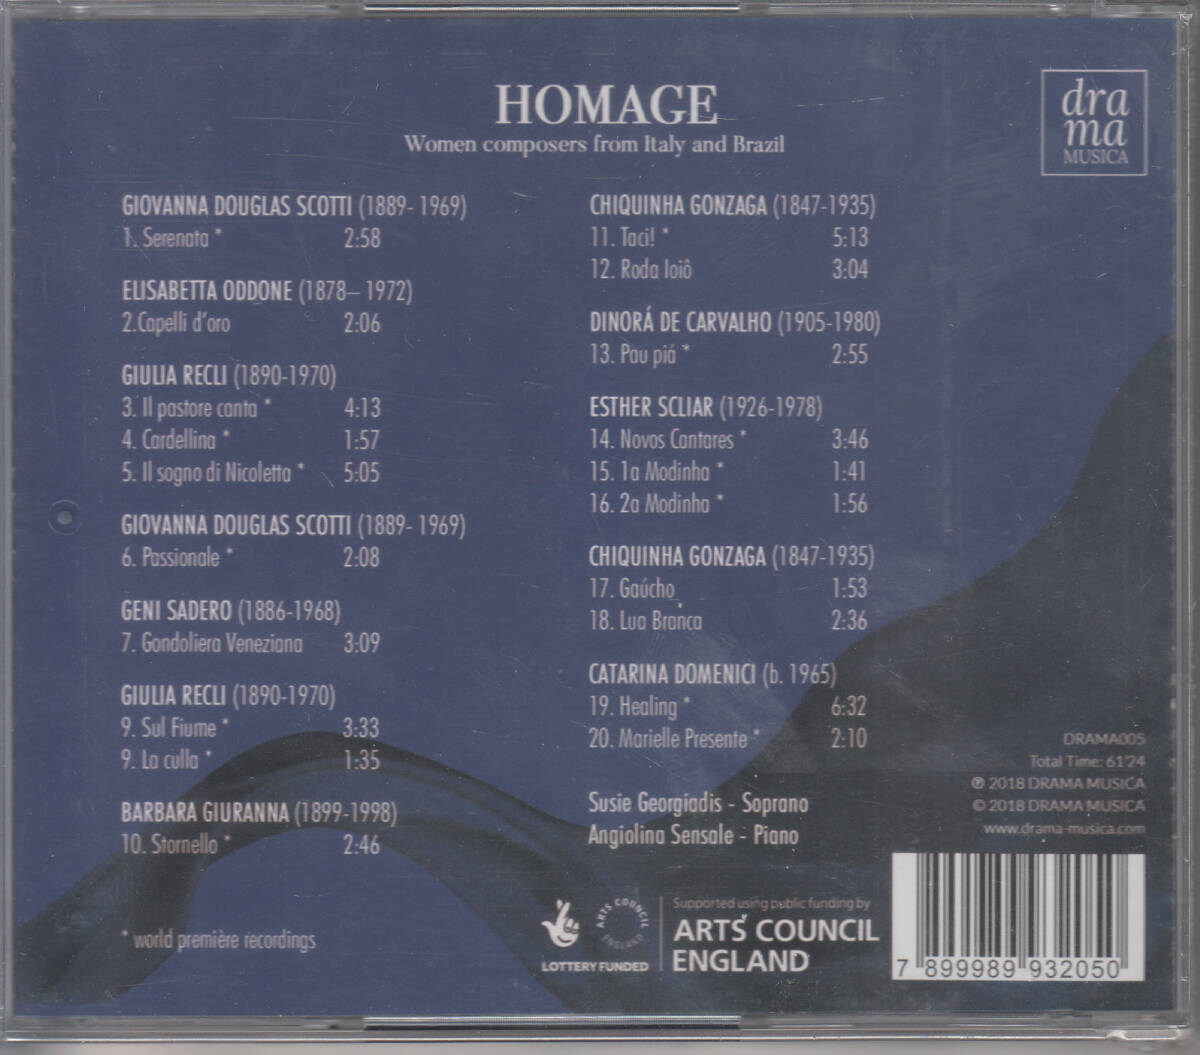 HOMAGE
Women composers from Italy and Brazil
dra
ma
MUSICA
GIOVANNA DOUGLAS SCOTTI (1889- 1969)
1. Serenata * 2:58
ELISABETTA ODDONE (1878– 1972)
2.Capelli d'oro 2:06
GIULIA RECLI (1890-1970)
3. Il pastore canta * 4:13
4. Cardellina * 1:57
5. Il sogno di Nicoletta * 5:05
GIOVANNA DOUGLAS SCOTTI (1889- 1969)
6. Passionale * 2:08
GENI SADERO (1886-1968)
7. Gondoliera Veneziana 3:09
GIULIA RECLI (1890-1970)
9. Sul Fiume * 3:33
9. La culla * 1:35
BARBARA GIURANNA (1899-1998)
10. Stornello * 2:46
* world première recordings
CHIQUINHA GONZAGA (1847-1935)
11. Taci! * 5:13
12. Roda Ioiô 3:04
DINORÁ DE CARVALHO (1905-1980)
13. Pau piá * 2:55
ESTHER SCLIAR (1926-1978)
14. Novos Cantares * 3:46
15. 1a Modinha * 1:41
16. 2a Modinha * 1:56
CHIQUINHA GONZAGA (1847-1935)
17. Gaúcho 1:53
18. Lua Branca 2:36
CATARINA DOMENICI (b. 1965)
19. Healing * 6:32
20. Marielle Presente * 2:10
Susie Georgiadis - Soprano
Angiolina Sensale - Piano
DRAMA005
Total Time: 61'24
℗ 2018 DRAMA MUSICA
© 2018 DRAMA MUSICA
www.drama-musica.com
LOTTERY FUNDED
ARTS COUNCIL
ENGLAND
Supported using public funding by
ARTS COUNCIL
ENGLAND
7 899989 932050